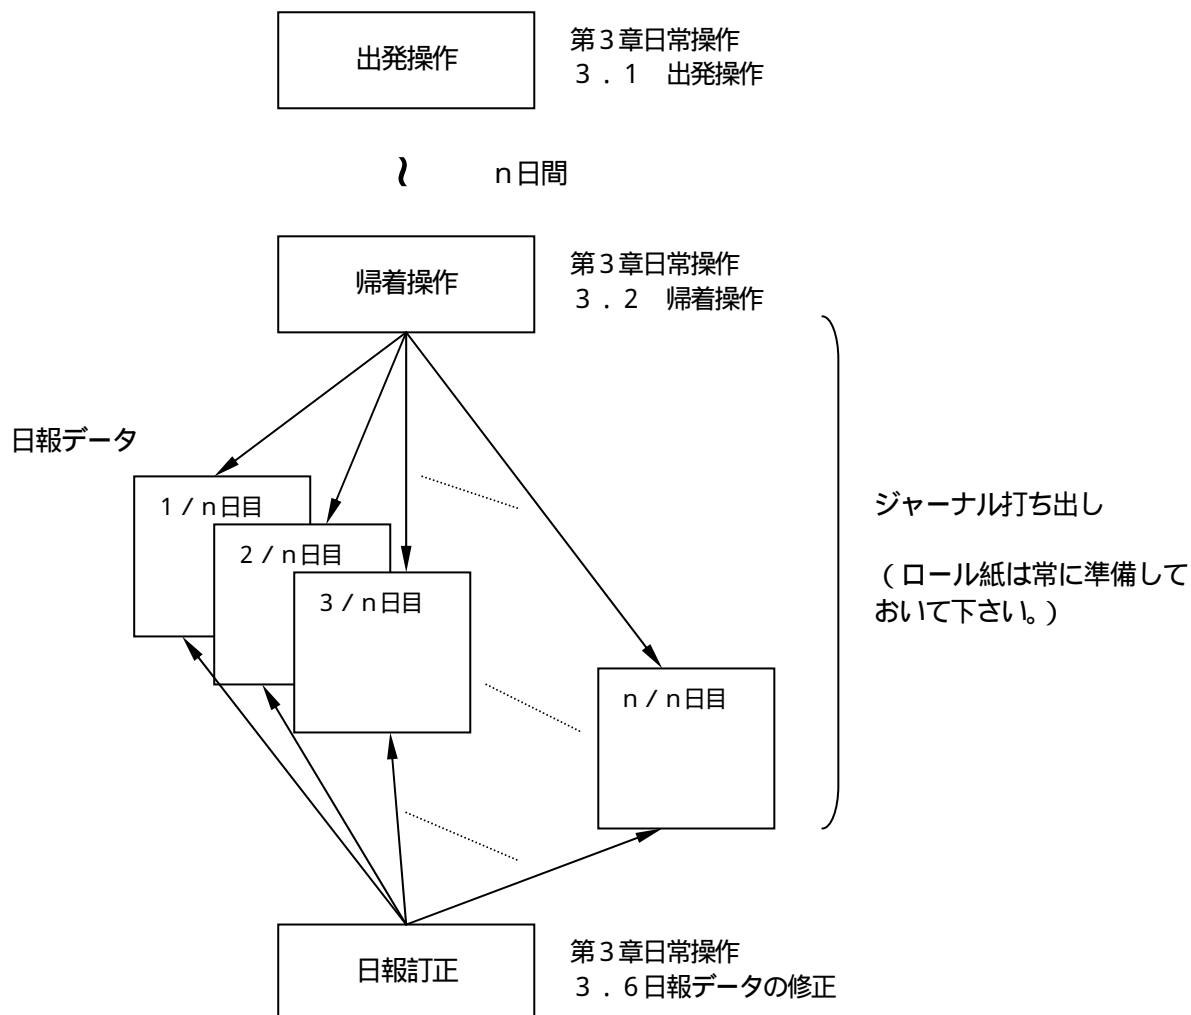 出発操作
第3章日常操作
3．1　出発操作
n日間
帰着操作
第3章日常操作
3．2　帰着操作
日報データ
1／n日目
2／n日目
3／n日目
n／n日目
ジャーナル打ち出し
（ロール紙は常に準備して
おいて下さい。）
日報訂正
第3章日常操作
3．6日報データの修正